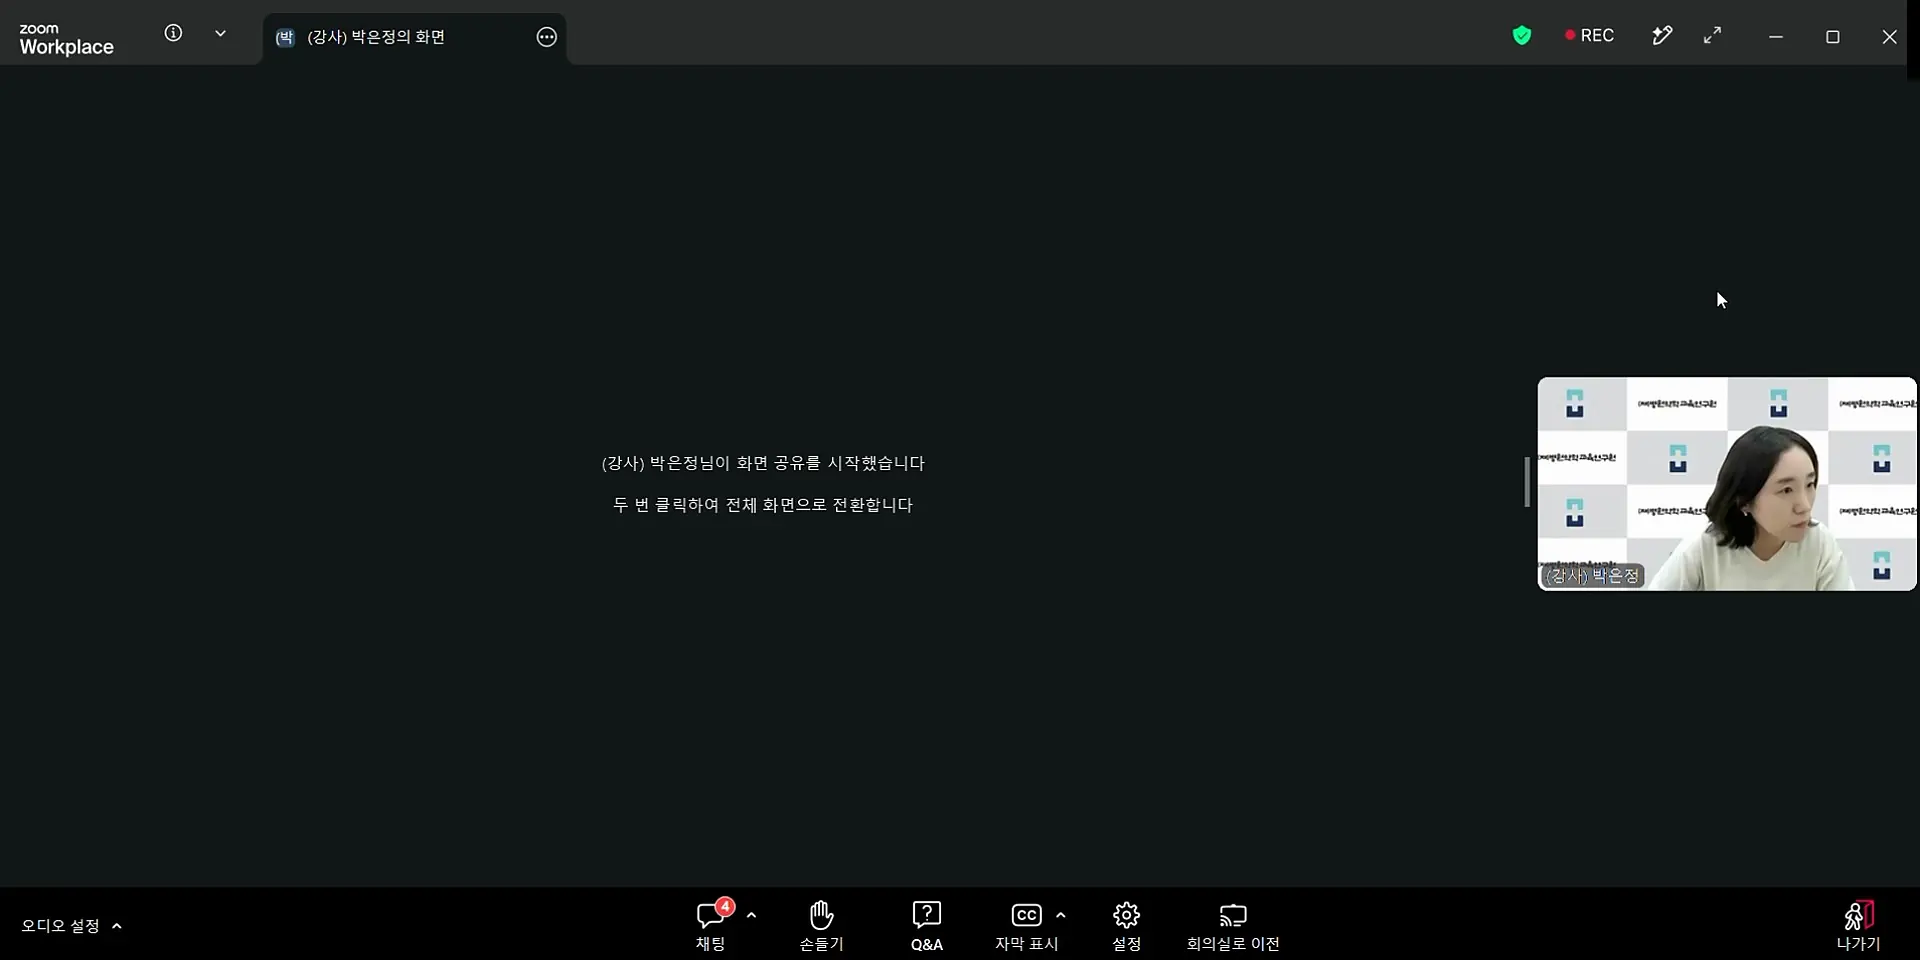 zoom
Workplace
(박 (강사) 박은정의 화면
REC
(강사) 박은정님이 화면 공유를 시작했습니다
두 번 클릭하여 전체 화면으로 전환합니다
(강사) 박은정
오디오 설정
4
채팅
손들기
Q&A
CC
자막 표시
설정
회의실로 이전
나가기